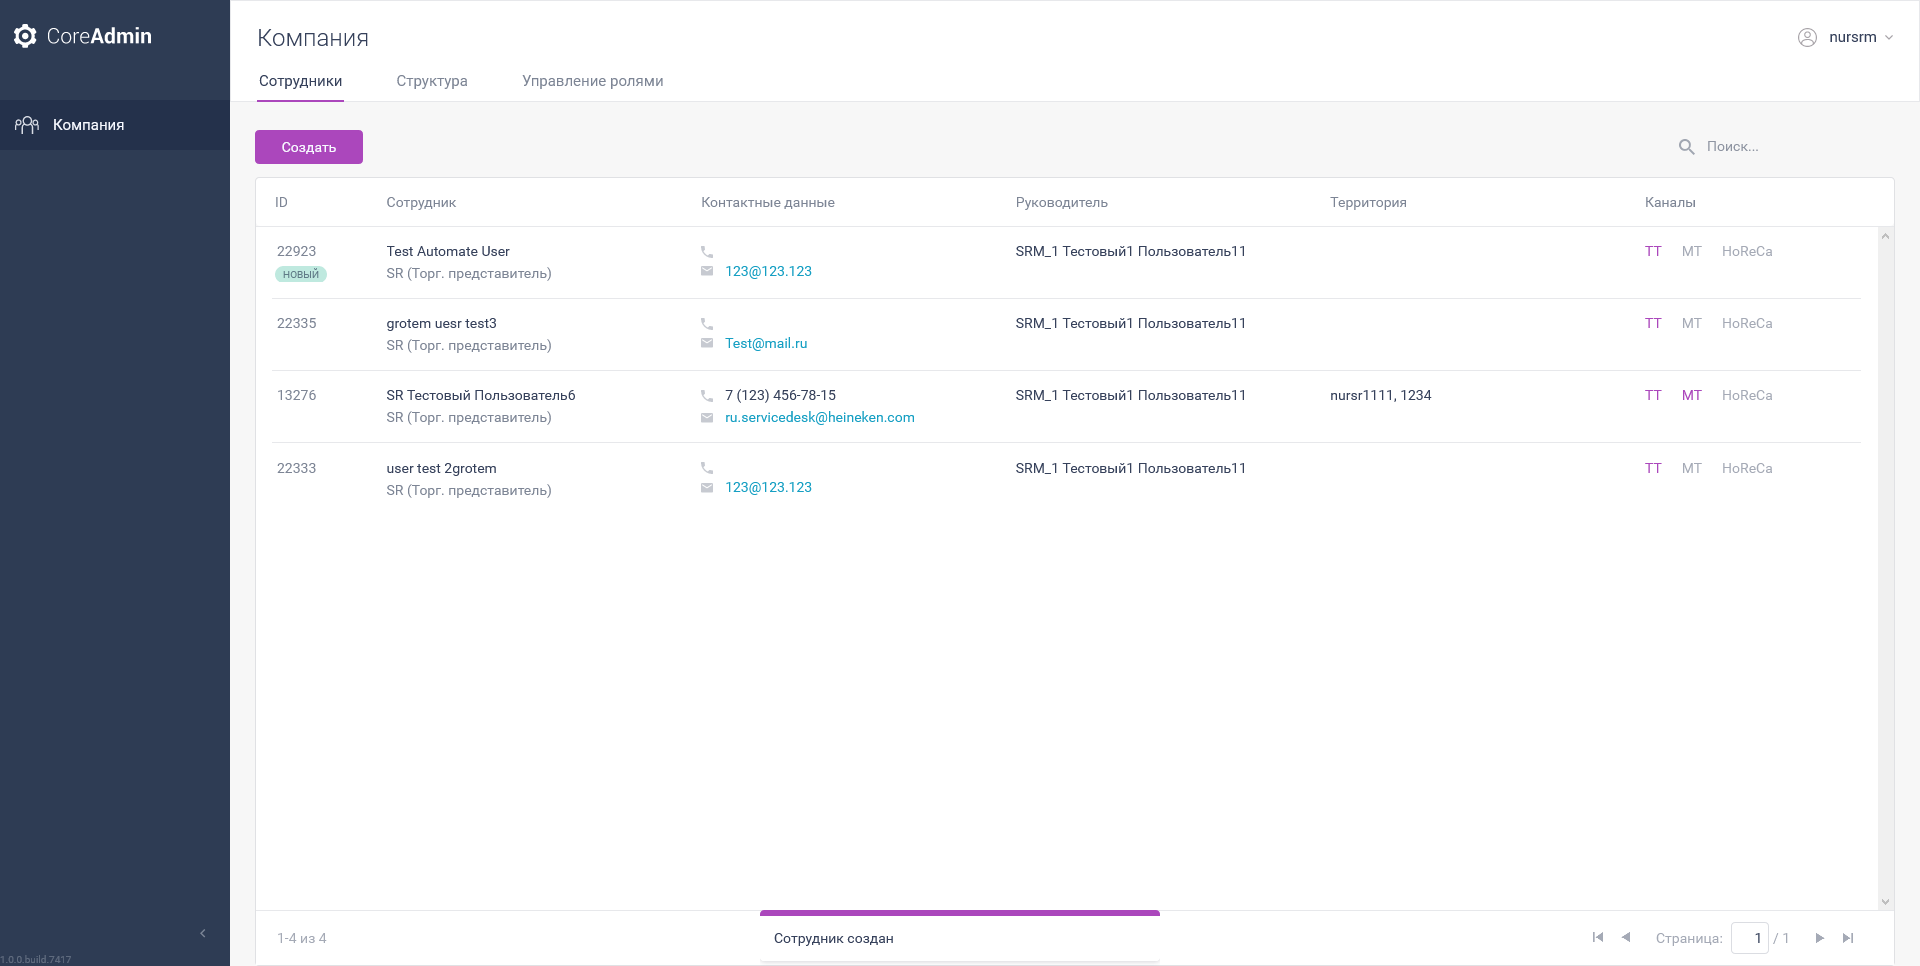 CoreAdmin
Компания
nursrm
Сотрудники Структура Управление ролями
Компания
Создать
Поиск...
ID Сотрудник Контактные данные Руководитель Территория Каналы
22923 Test Automate User SRM_1 Тестовый1 Пользователь11 TT MT HoReCa
новый SR (Торг. представитель) 123@123.123
22335 grotem uesr test3 SRM_1 Тестовый1 Пользователь11 TT MT HoReCa
SR (Торг. представитель) Test@mail.ru
13276 SR Тестовый Пользователь6 7 (123) 456-78-15 SRM_1 Тестовый1 Пользователь11 nursr1111, 1234 TT MT HoReCa
SR (Торг. представитель) ru.servicedesk@heineken.com
22333 user test 2grotem SRM_1 Тестовый1 Пользователь11 TT MT HoReCa
SR (Торг. представитель) 123@123.123
1-4 из 4 Сотрудник создан Страница: 1 / 1
1.0.0.build.7417